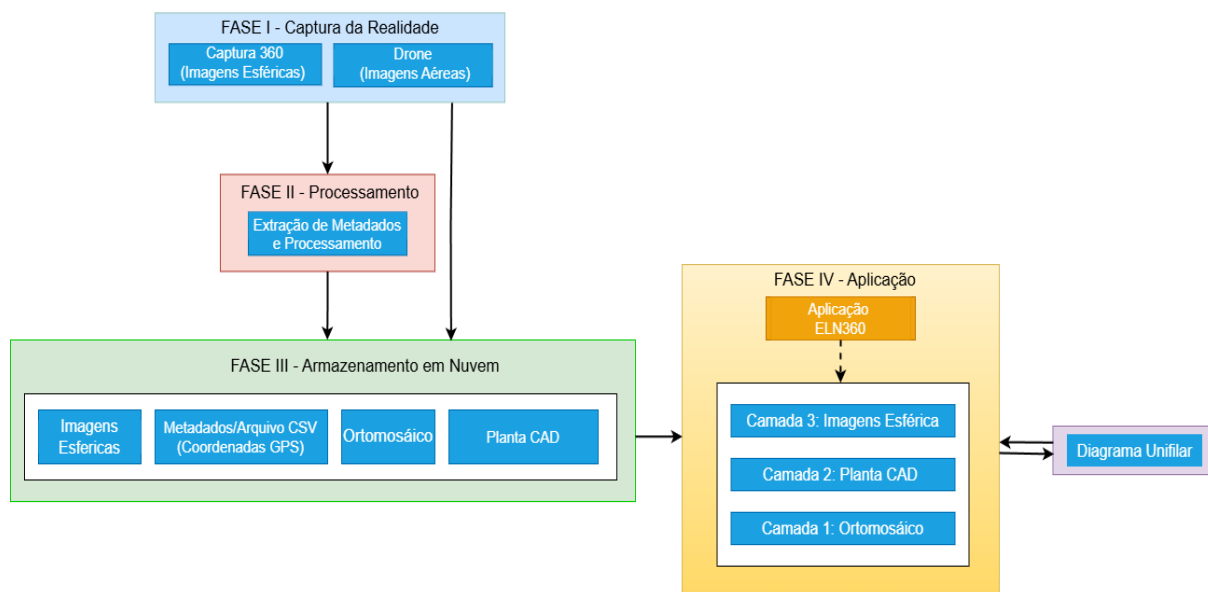 FASE I - Captura da Realidade
Captura 360
(Imagens Esféricas)
Drone
(Imagens Aéreas)
FASE II - Processamento
Extração de Metadados
e Processamento
FASE III - Armazenamento em Nuvem
Imagens
Esfericas
Metadados/Arquivo CSV
(Coordenadas GPS)
Ortomosáico
Planta CAD
FASE IV - Aplicação
Aplicação
ELN360
Camada 3: Imagens Esférica
Camada 2: Planta CAD
Camada 1: Ortomosáico
Diagrama Unifilar